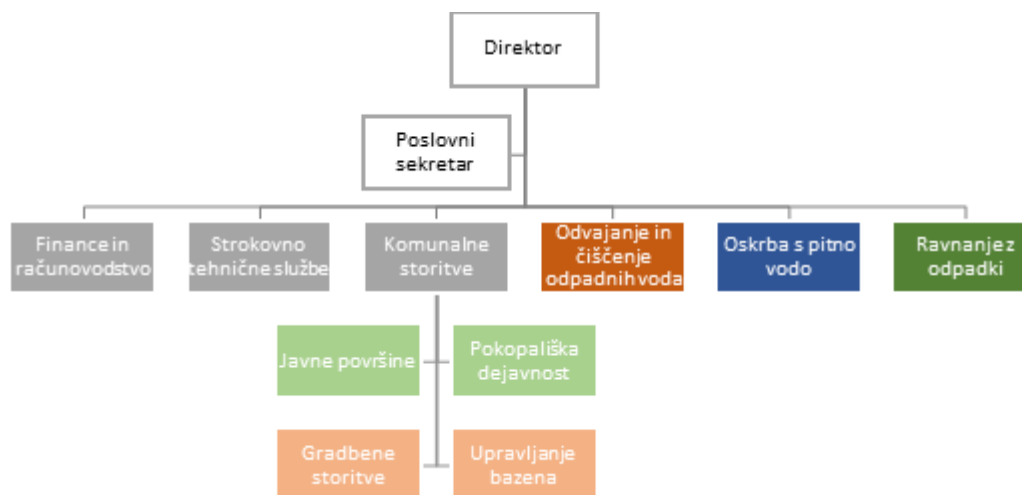 Direktor
Poslovni
sekretar
Finance in
računovodstvo
Strokovno
tehnične službe
Komunalne
storitve
Odvajanje in
čiščenje
odpadnih voda
Oskrba s pitno
vodo
Ravnanje z
odpadki
Javne površine
Pokopališka
dejavnost
Gradbene
storitve
Upravljanje
bazena